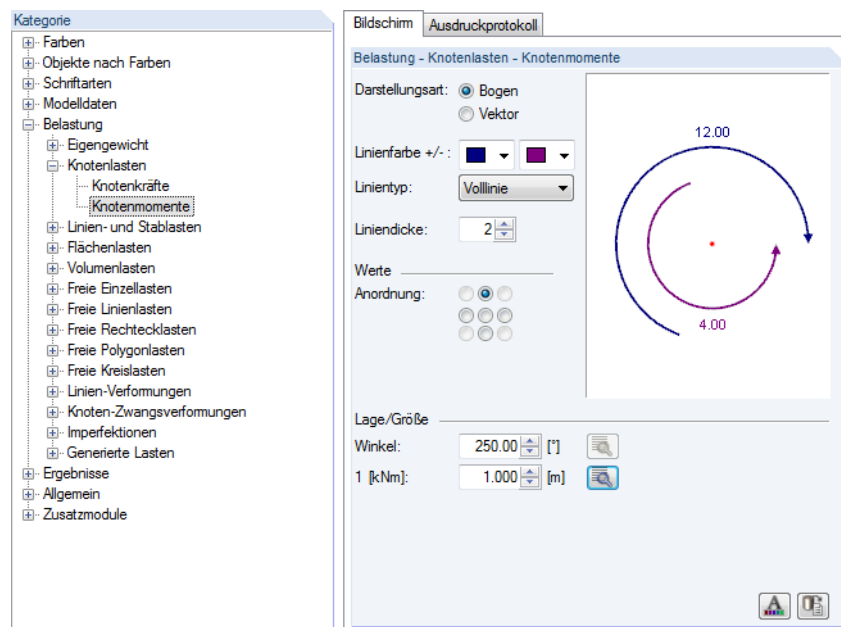 Kategorie
Farben
Objekte nach Farben
Schriftarten
Modelldaten
Belastung
Eigengewicht
Knotenlasten
Knotenkräfte
Knotenmomente
Linien- und Stablasten
Flächenlasten
Volumenlasten
Freie Einzellasten
Freie Linienlasten
Freie Rechtecklasten
Freie Polygonlasten
Freie Kreislasten
Linien-Verformungen
Knoten-Zwangsverformungen
Imperfektionen
Generierte Lasten
Ergebnisse
Allgemein
Zusatzmodule
Bildschirm Ausdruckprotokoll
Belastung - Knotenlasten - Knotenmomente
Darstellungsart: Bogen
Vektor
Linienfarbe +/- :
Linientyp: Volllinie
Liniendicke: 2
Werte
Anordnung:
12.00
4.00
Lage/Größe
Winkel: 250.00 [°]
1 [kNm]: 1.000 [m]